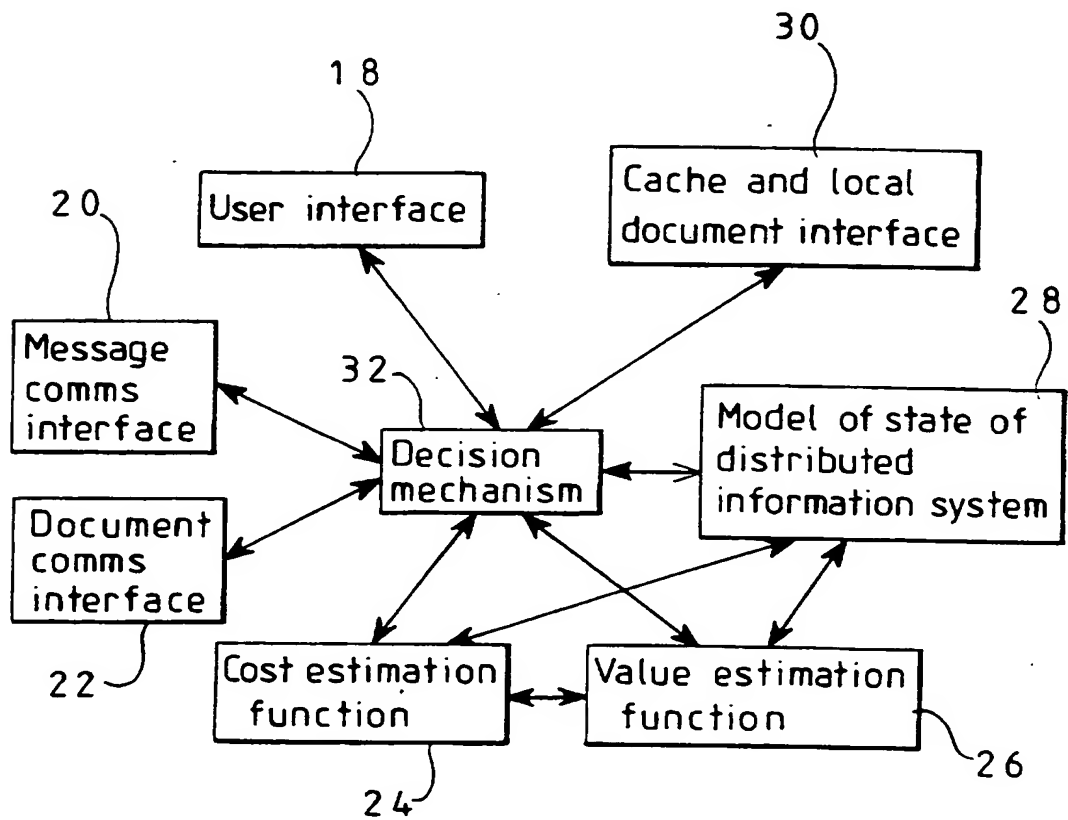 30
18
Cache and local
document interface
User interface
20
28
Message
comms
interface
32
Model of state of
distributed
information system
Decision
mechanism
Document
comms
interface
22
Cost estimation
function
Value estimation
function
24
26